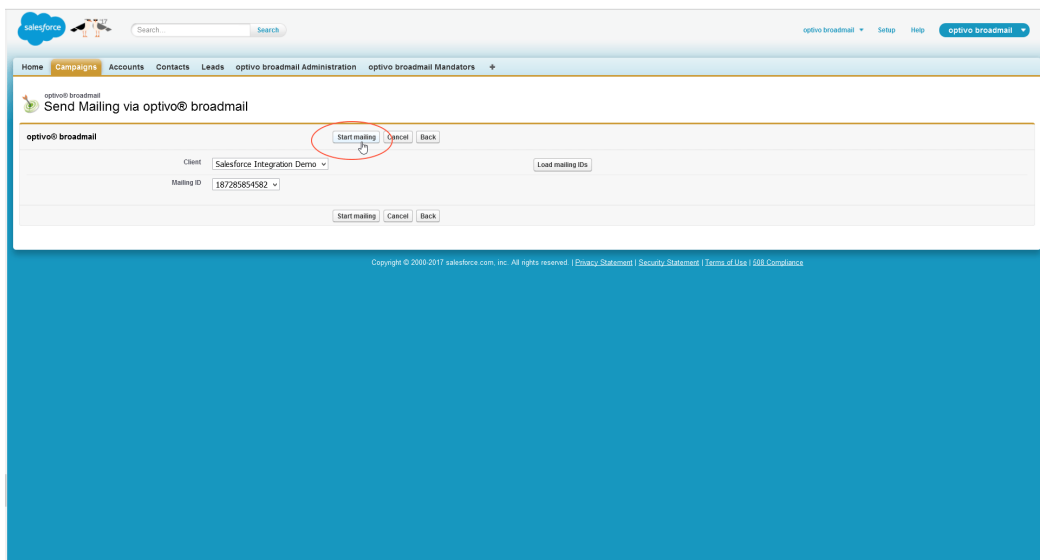 salesforce '17 Search... Search optivo broadmail Setup Help optivo broadmail
Home Campaigns Accounts Contacts Leads optivo broadmail Administration optivo broadmail Mandators +
optivo® broadmail
Send Mailing via optivo® broadmail
optivo® broadmail Start mailing Cancel Back
Client Salesforce Integration Demo Load mailing IDs
Mailing ID 187285854582
Start mailing Cancel Back
Copyright © 2000-2017 salesforce.com, inc. All rights reserved. | Privacy Statement | Security Statement | Terms of Use | 508 Compliance